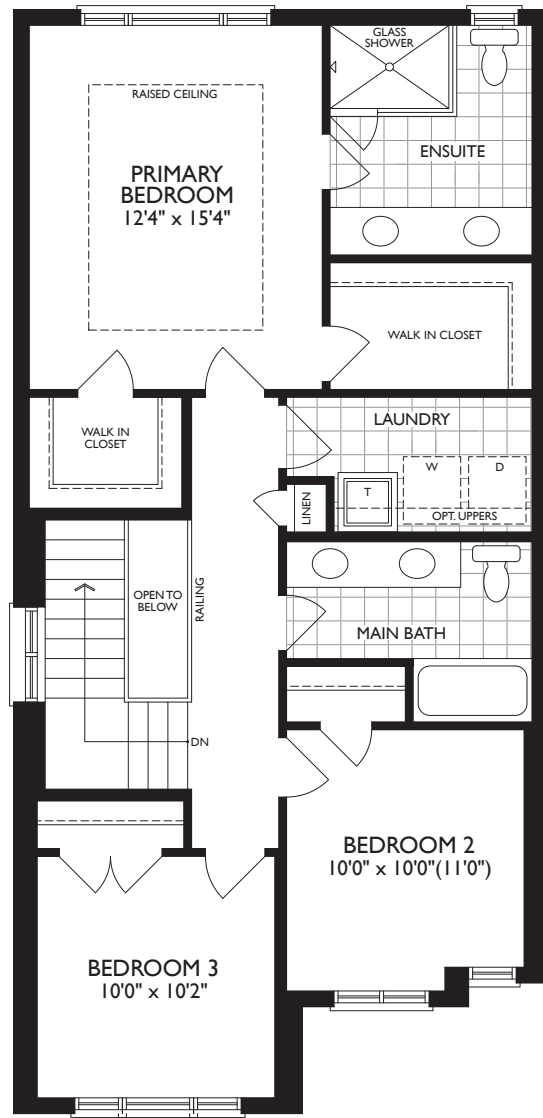 GLASS
SHOWER
RAISED CEILING
ENSUITE
PRIMARY
BEDROOM
12'4" x 15'4"
WALK IN CLOSET
WALK IN
CLOSET
LAUNDRY
W
D
T
LINEN
OPT. UPPERS
OPEN TO
BELOW
RAILING
MAIN BATH
DN
BEDROOM 2
10'0" x 10'0"(11'0")
BEDROOM 3
10'0" x 10'2"